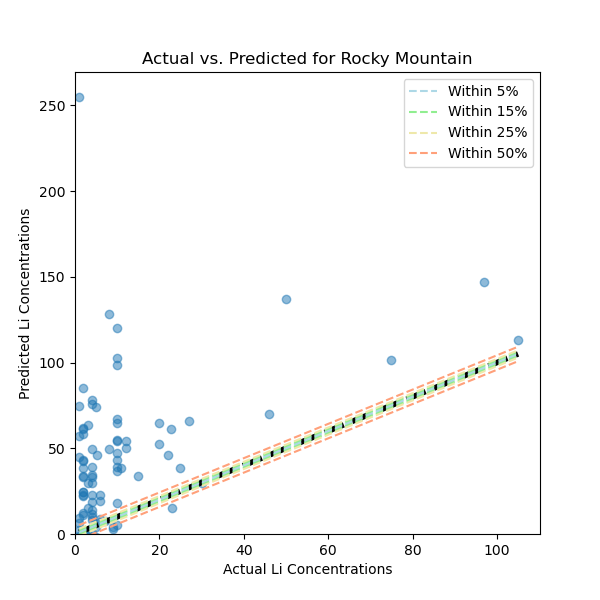 Actual vs. Predicted for Rocky Mountain
Within 5%
Within 15%
Within 25%
Within 50%
250
200
150
100
50
0
Predicted Li Concentrations
0 20 40 60 80 100
Actual Li Concentrations